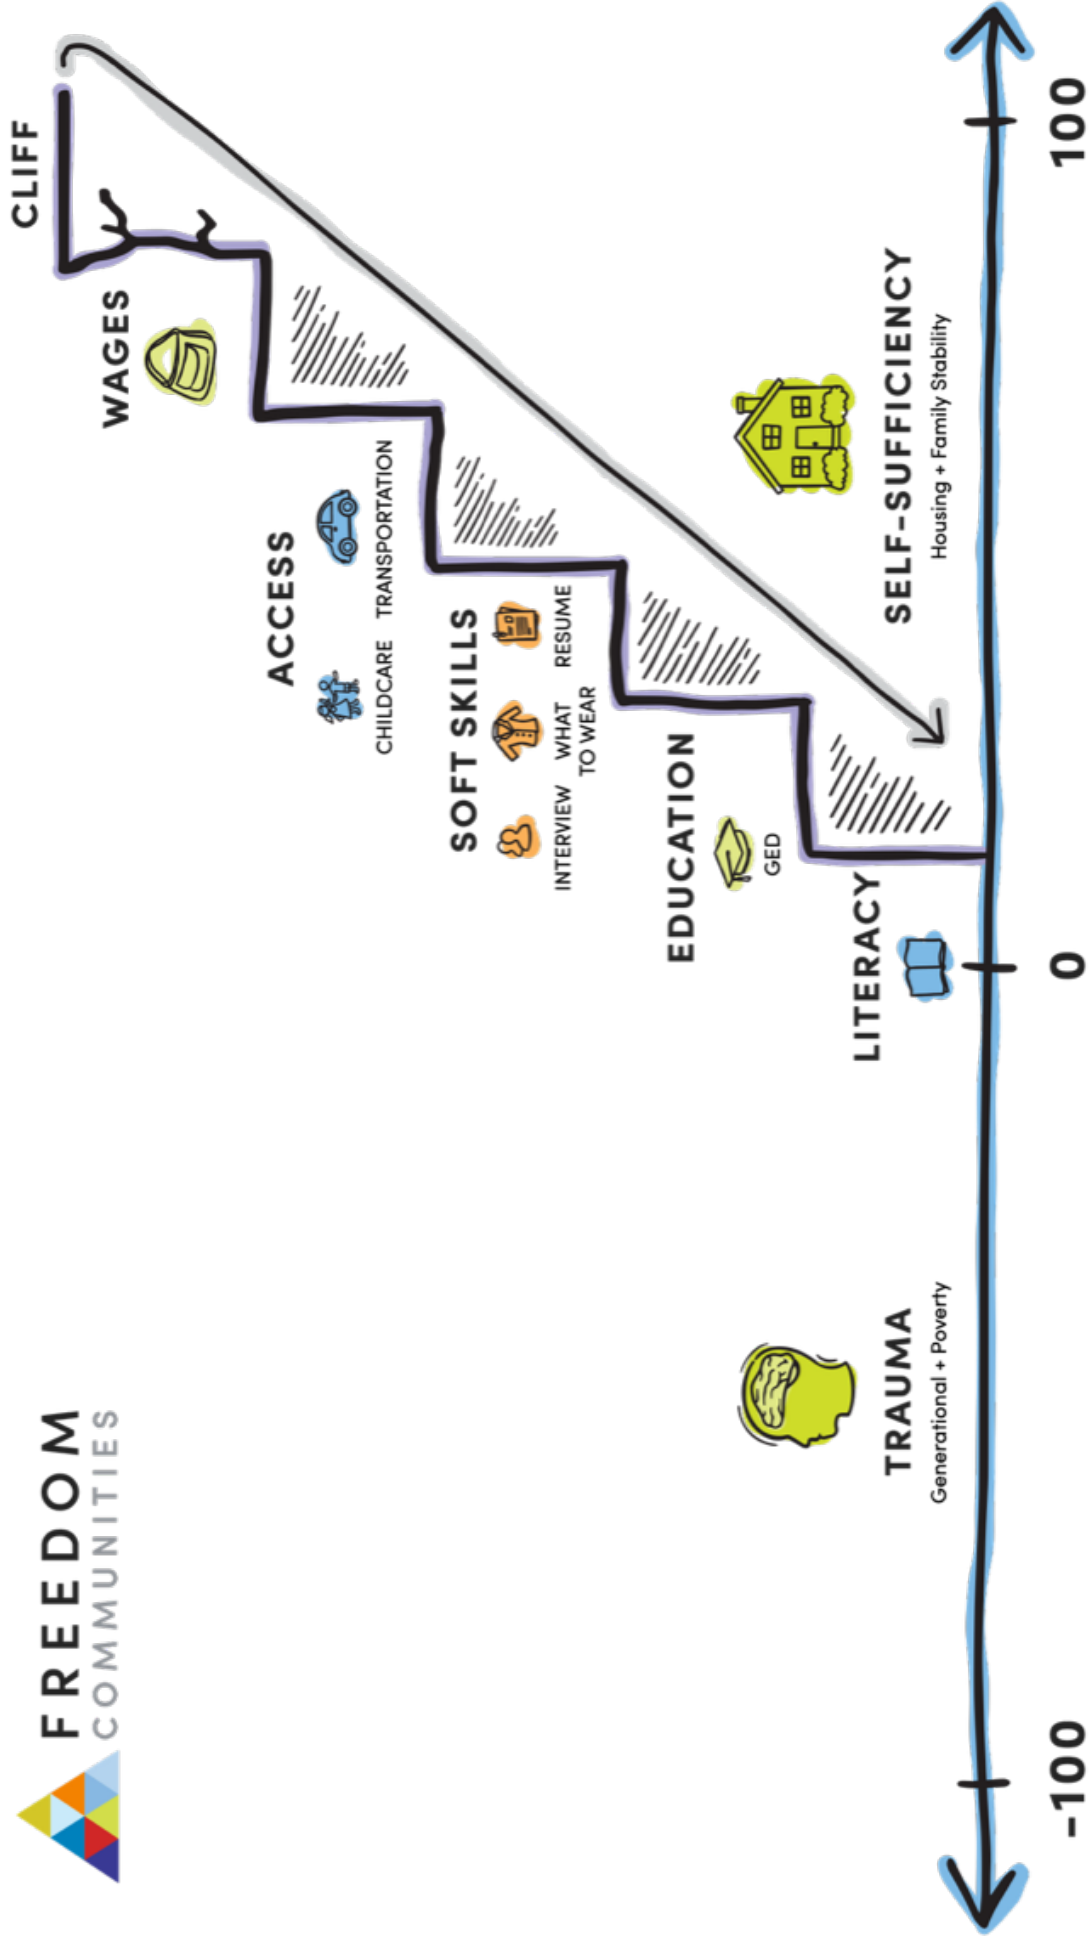 FREEDOM
COMMUNITIES
CLIFF
WAGES
ACCESS
CHILDCARE TRANSPORTATION
SOFT SKILLS
INTERVIEW WHAT RESUME
TO WEAR
EDUCATION
GED
LITERACY
TRAUMA
Generational + Poverty
SELF-SUFFICIENCY
Housing + Family Stability
-100 0 100